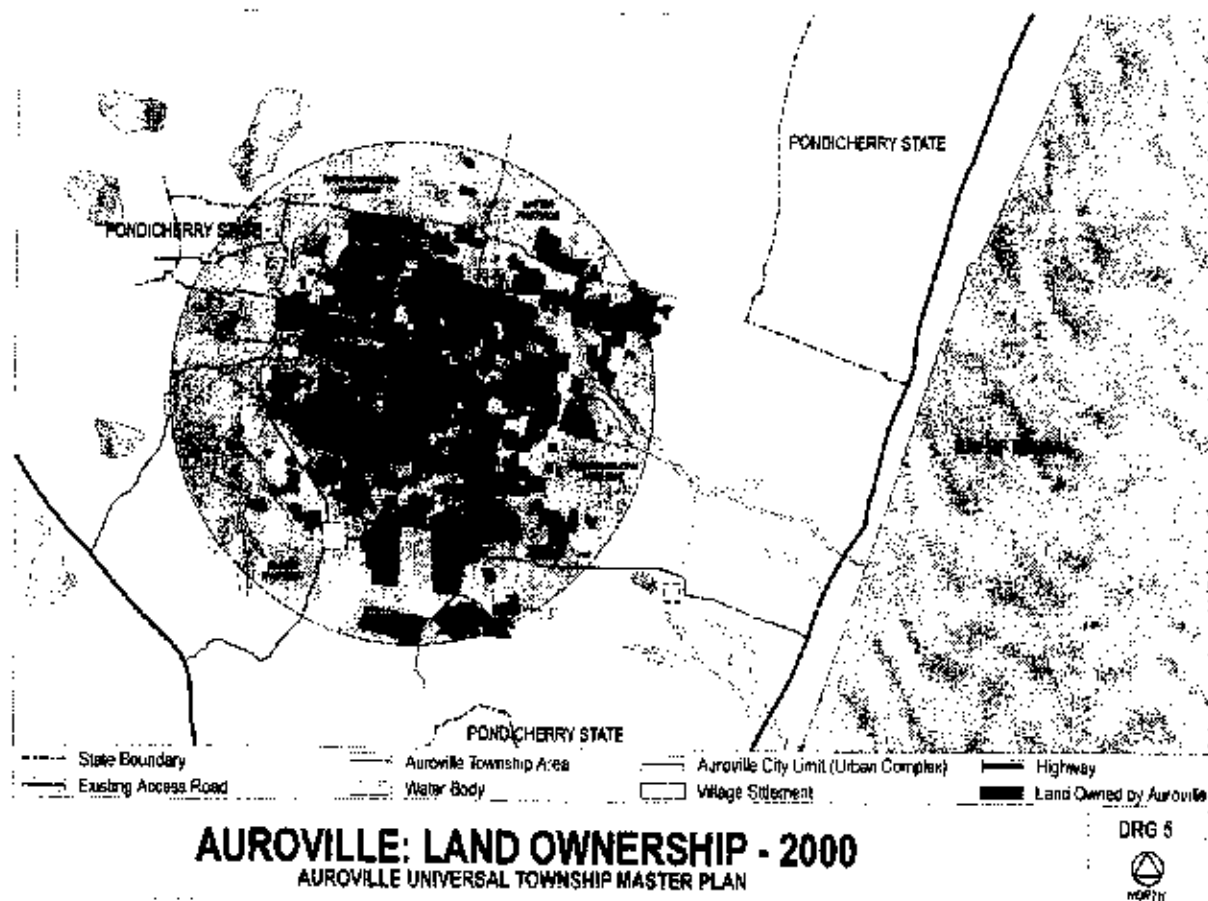 PONDICHERRY STATE
PONDICHERRY STATE
PONDICHERRY STATE
State Boundary
Auroville Township Area
Auroville City Limit (Urban Complex)
Highway
Existing Access Road
Water Body
Village Sttlement
Land Owned by Auroville
AUROVILLE: LAND OWNERSHIP - 2000
AUROVILLE UNIVERSAL TOWNSHIP MASTER PLAN
DRG 5
NORTH